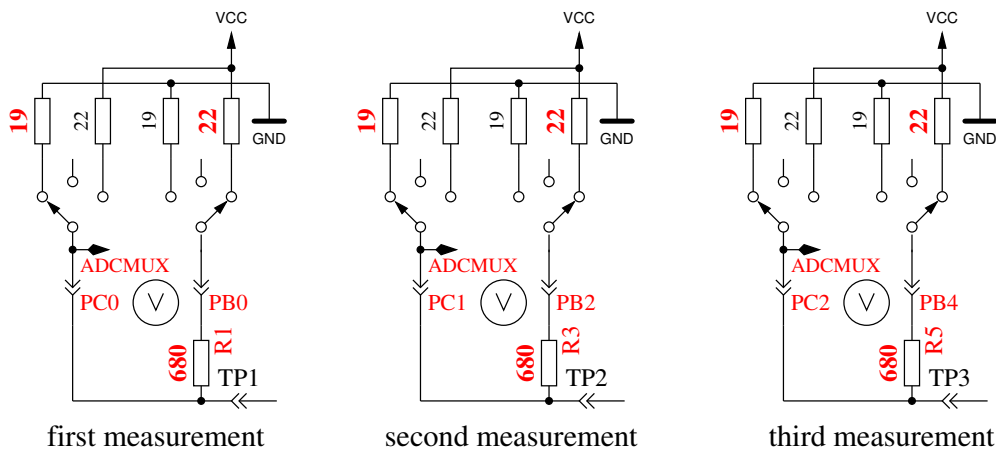 VCC
19
22
19
22
GND
ADCMUX
PC0
V
PB0
R1
680
TP1
first measurement
VCC
19
22
19
22
GND
ADCMUX
PC1
V
PB2
R3
680
TP2
second measurement
VCC
19
22
19
22
GND
ADCMUX
PC2
V
PB4
R5
680
TP3
third measurement